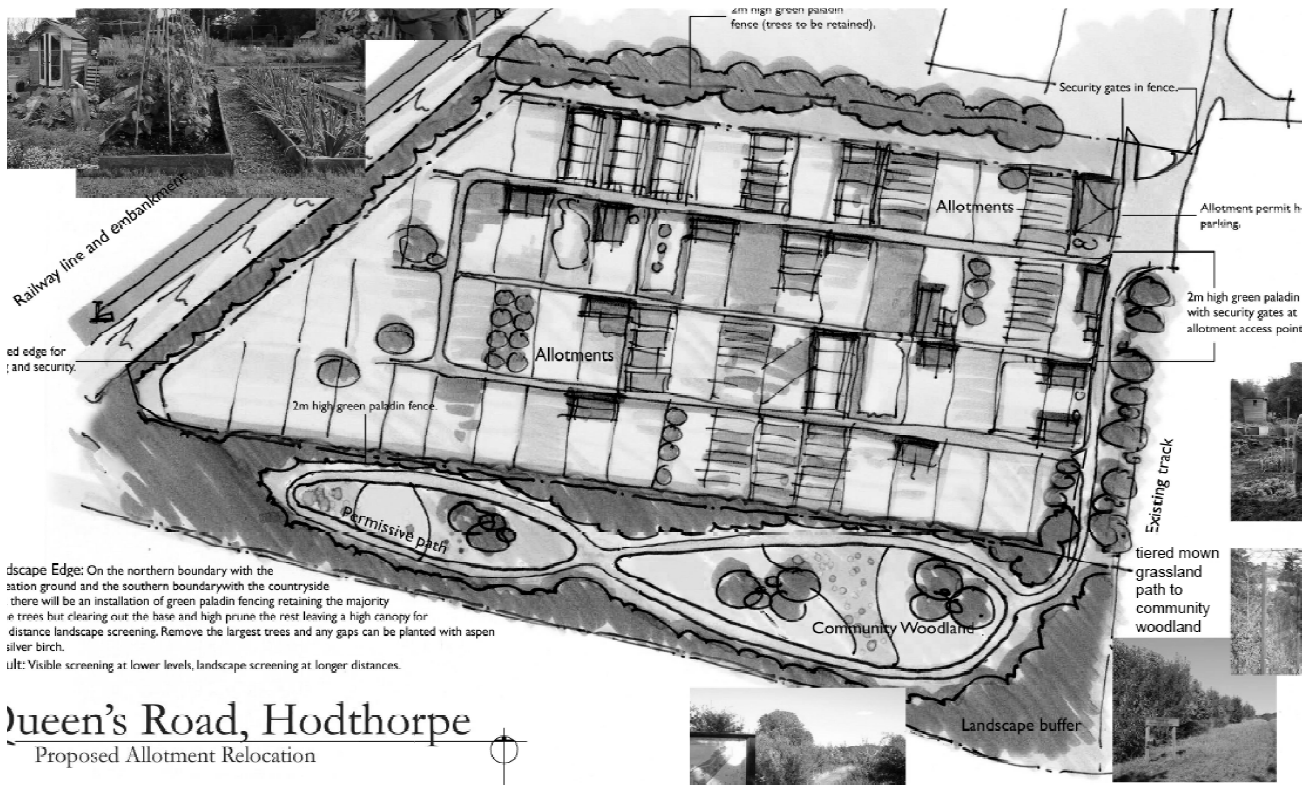 2m high green paladin
fence (trees to be retained).
Security gates in fence.
Allotments
Allotment permit h
parking.
Railway line and embankment
2m high green paladin
with security gates at
allotment access point
ed edge for
g and security.
Allotments
2m high green paladin fence.
Existing track
Permissive path
tiered mown
grassland
path to
community
woodland
dscape Edge: On the northern boundary with the
eation ground and the southern boundarywith the countryside
there will be an installation of green paladin fencing retaining the majority
e trees but clearing out the base and high prune the rest leaving a high canopy for
distance landscape screening. Remove the largest trees and any gaps can be planted with aspen
silver birch.
ult: Visible screening at lower levels, landscape screening at longer distances.
Community Woodland
Landscape buffer
Queen's Road, Hodthorpe
Proposed Allotment Relocation